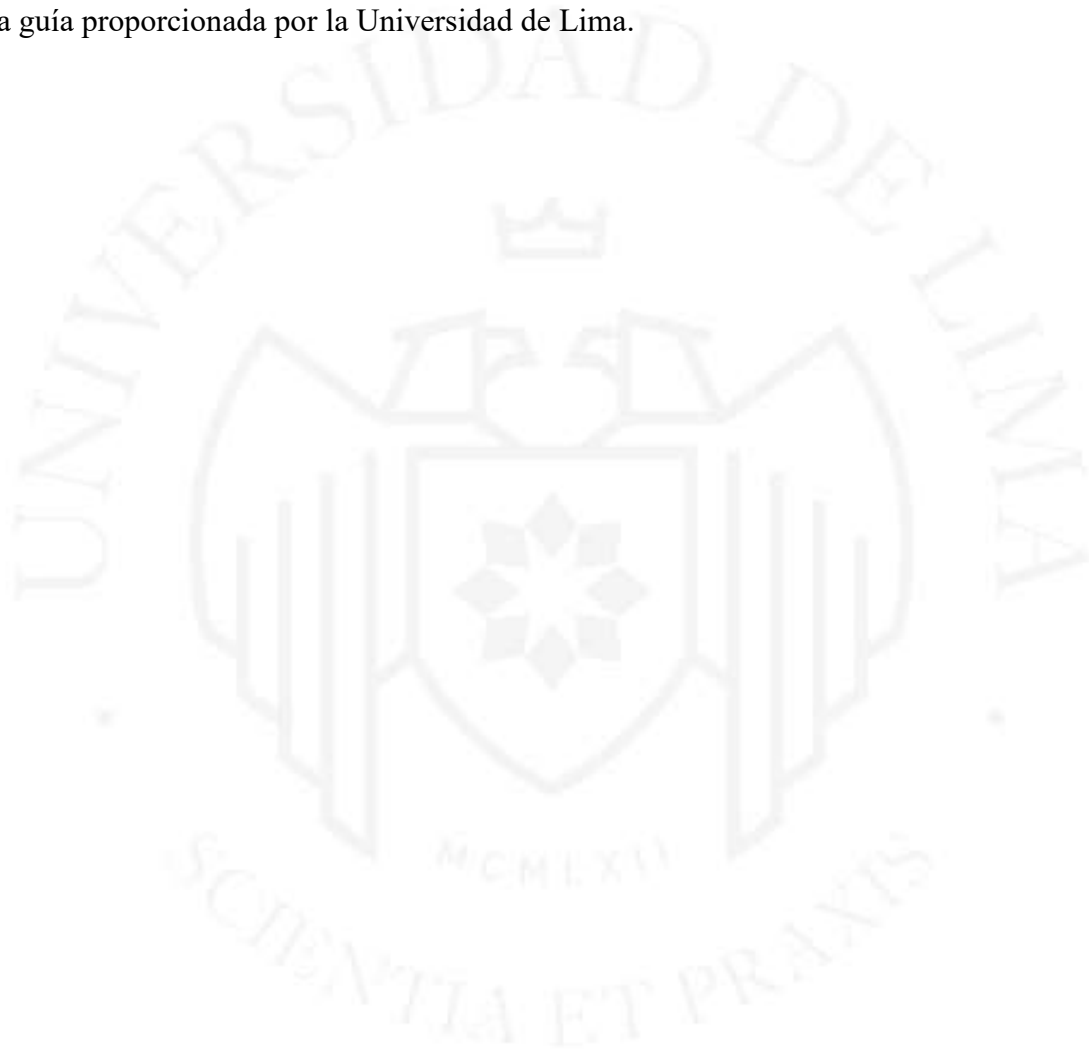 a guía proporcionada por la Universidad de Lima.
UNIVERSIDAD DE LIMA
MCMLXII
SCIENTIA ET PRAXIS